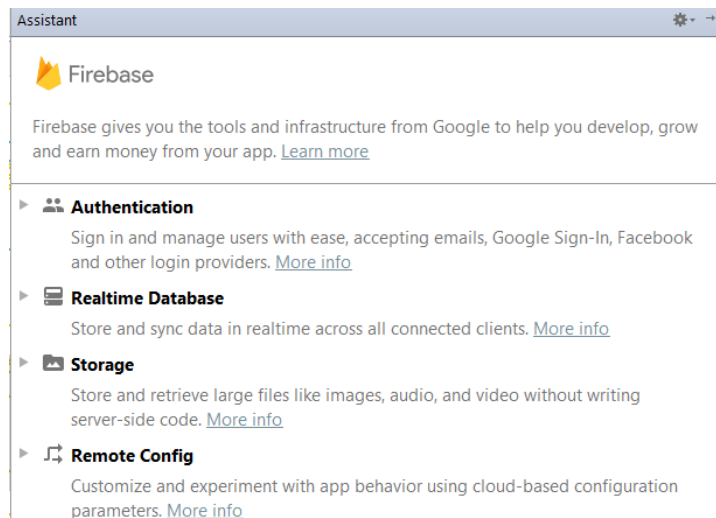 Assistant
Firebase
Firebase gives you the tools and infrastructure from Google to help you develop, grow
and earn money from your app. Learn more
Authentication
Sign in and manage users with ease, accepting emails, Google Sign-In, Facebook
and other login providers. More info
Realtime Database
Store and sync data in realtime across all connected clients. More info
Storage
Store and retrieve large files like images, audio, and video without writing
server-side code. More info
Remote Config
Customize and experiment with app behavior using cloud-based configuration
parameters. More info